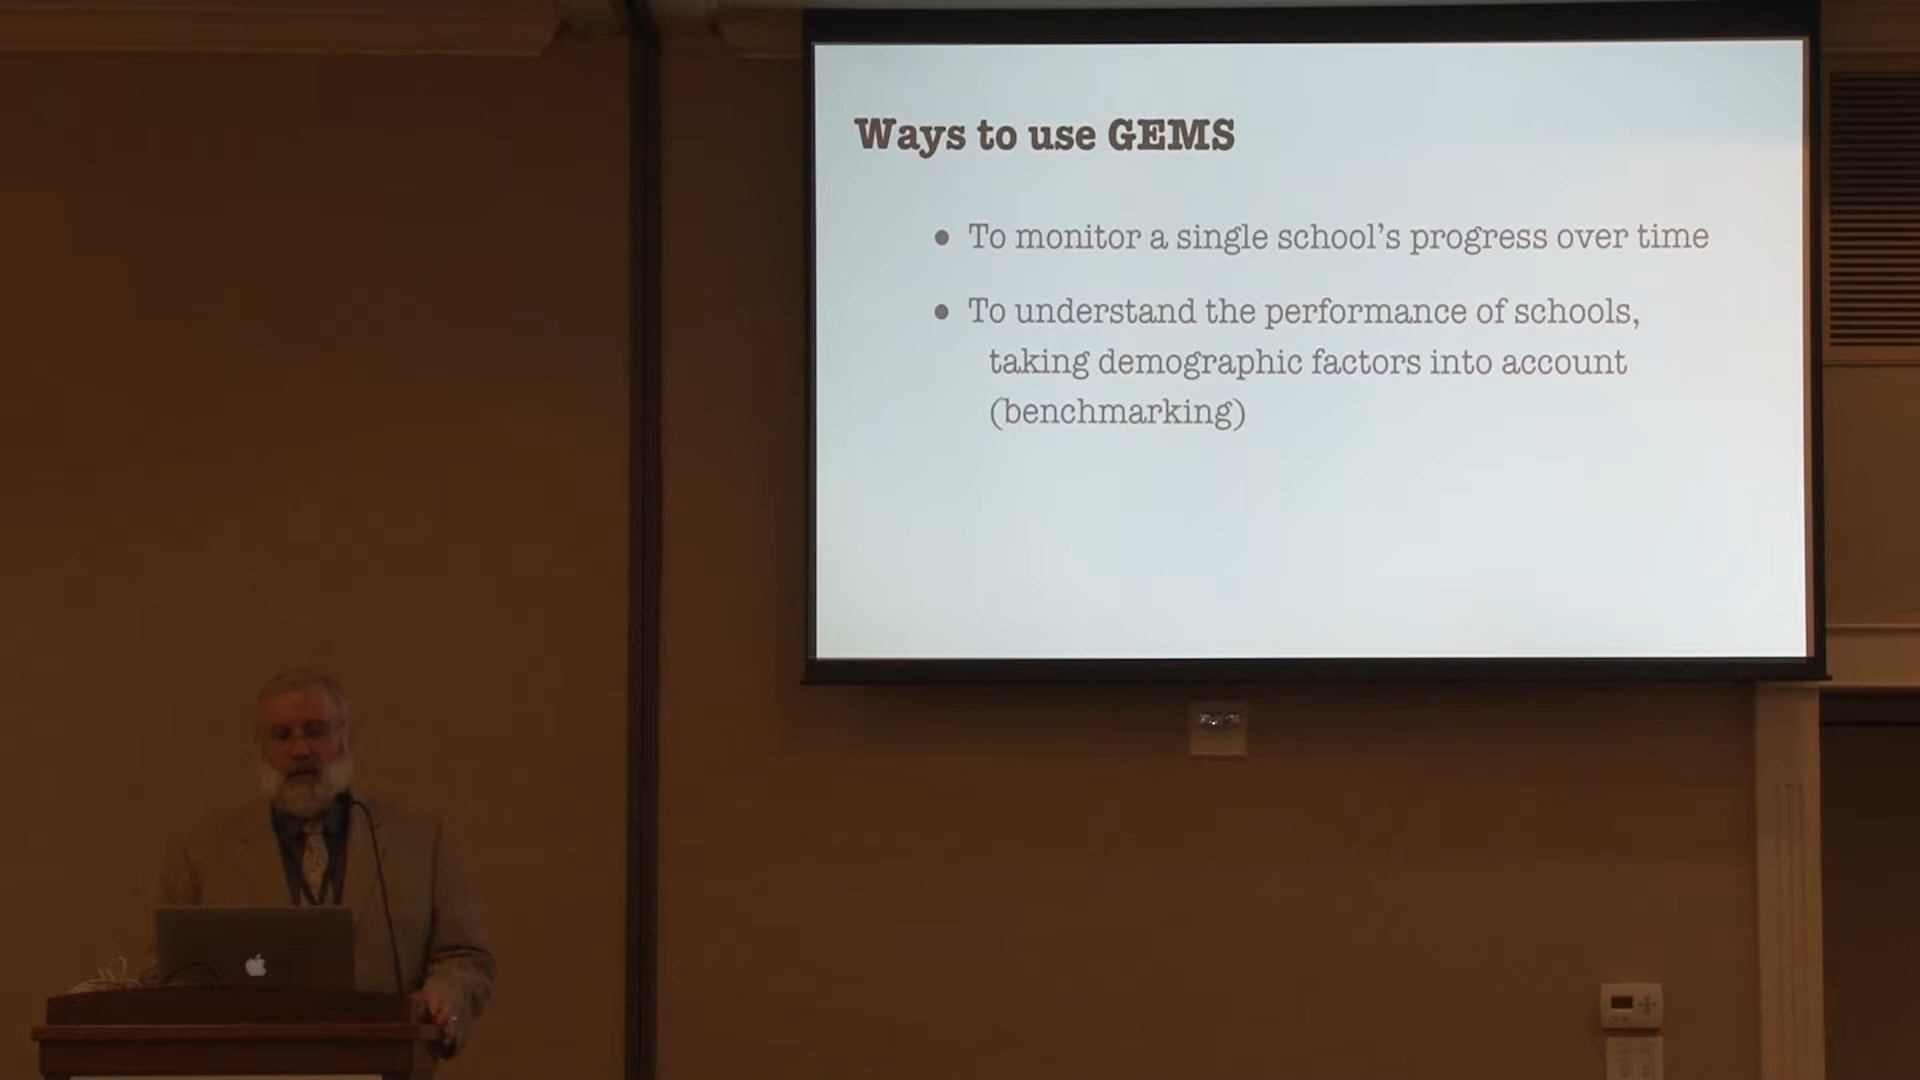 Ways to use GEMS
• To monitor a single school's progress over time
• To understand the performance of schools,
taking demographic factors into account
(benchmarking)